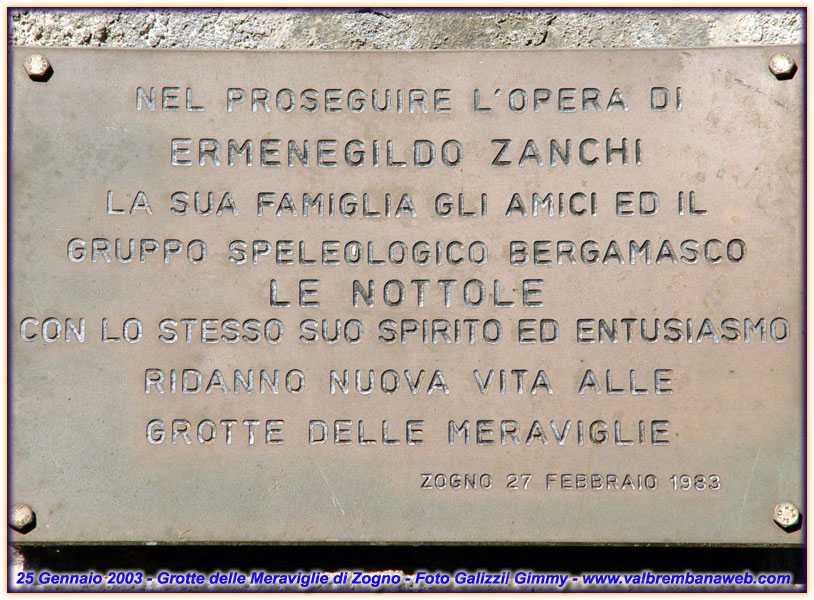 NEL PROSEGUIRE L'OPERA DI
ERMENEGILDO ZANCHI
LA SUA FAMIGLIA GLI AMICI ED IL
GRUPPO SPELEOLOGICO BERGAMASCO
LE NOTTOLE
CON LO STESSO SUO SPIRITO ED ENTUSIASMO
RIDANNO NUOVA VITA ALLE
GROTTE DELLE MERAVIGLIE
ZOGNO 27 FEBBRAIO 1983
25 Gennaio 2003 - Grotte delle Meraviglie di Zogno - Foto Galizzil Gimmy - www.valbrembanaweb.com